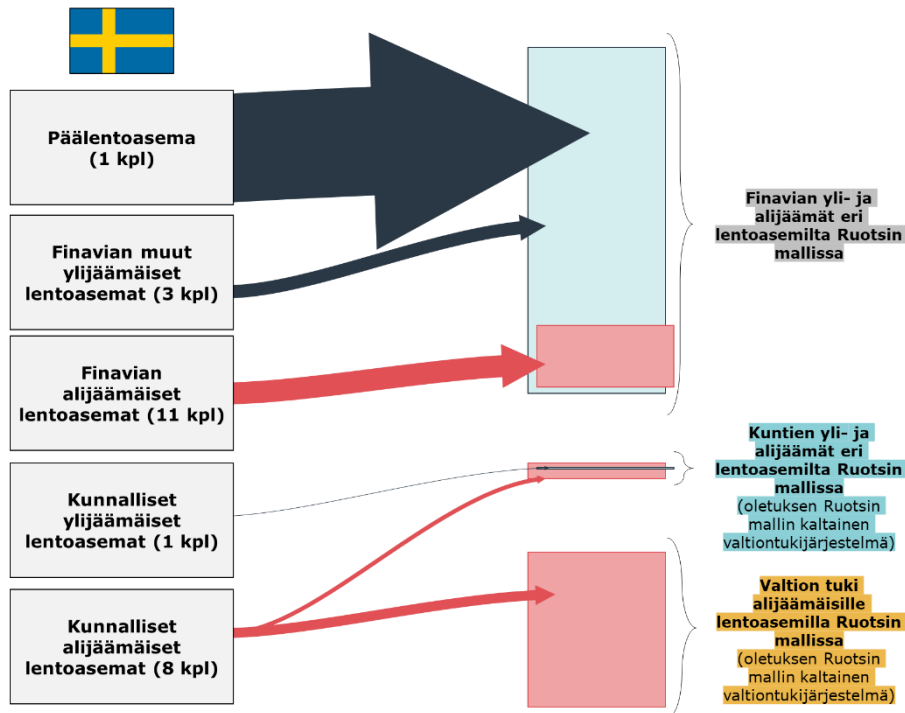 Päälentoasema
(1 kpl)
Finavian muut
ylijäämäiset
lentoasemat (3 kpl)
Finavian
alijäämäiset
lentoasemat (11 kpl)
Kunnalliset
ylijäämäiset
lentoasemat (1 kpl)
Kunnalliset
alijäämäiset
lentoasemat (8 kpl)
Finavian yli- ja
alijäämät eri
lentoasemilta Ruotsin
mallissa
Kuntien yli- ja
alijäämät eri
lentoasemilta Ruotsin
mallissa
(oletuksen Ruotsin
mallin kaltainen
valtiontukijärjestelmä)
Valtion tuki
alijäämäisille
lentoasemilla Ruotsin
mallissa
(oletuksen Ruotsin
mallin kaltainen
valtiontukijärjestelmä)